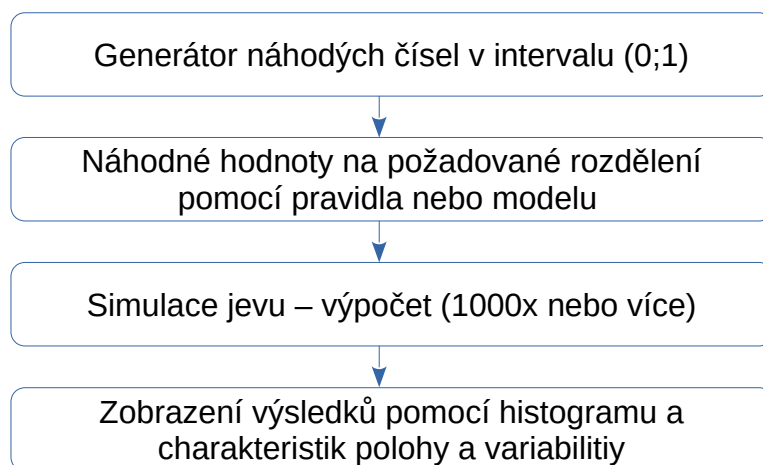 Generátor náhodých čísel v intervalu (0;1)
Náhodné hodnoty na požadované rozdělení
pomocí pravidla nebo modelu
Simulace jevu – výpočet (1000x nebo více)
Zobrazení výsledků pomocí histogramu a
charakteristik polohy a variabilitiy